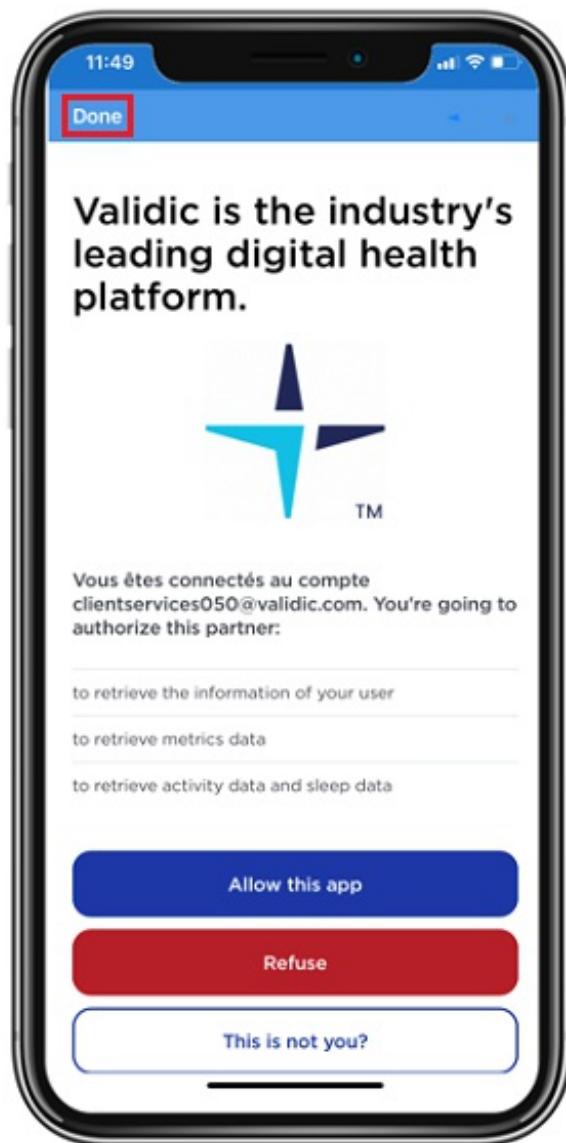 11:49
Done
Validic is the industry's
leading digital health
platform.
TM
Vous êtes connectés au compte
clientservices050@validic.com. You're going to
authorize this partner:
to retrieve the information of your user
to retrieve metrics data
to retrieve activity data and sleep data
Allow this app
Refuse
This is not you?